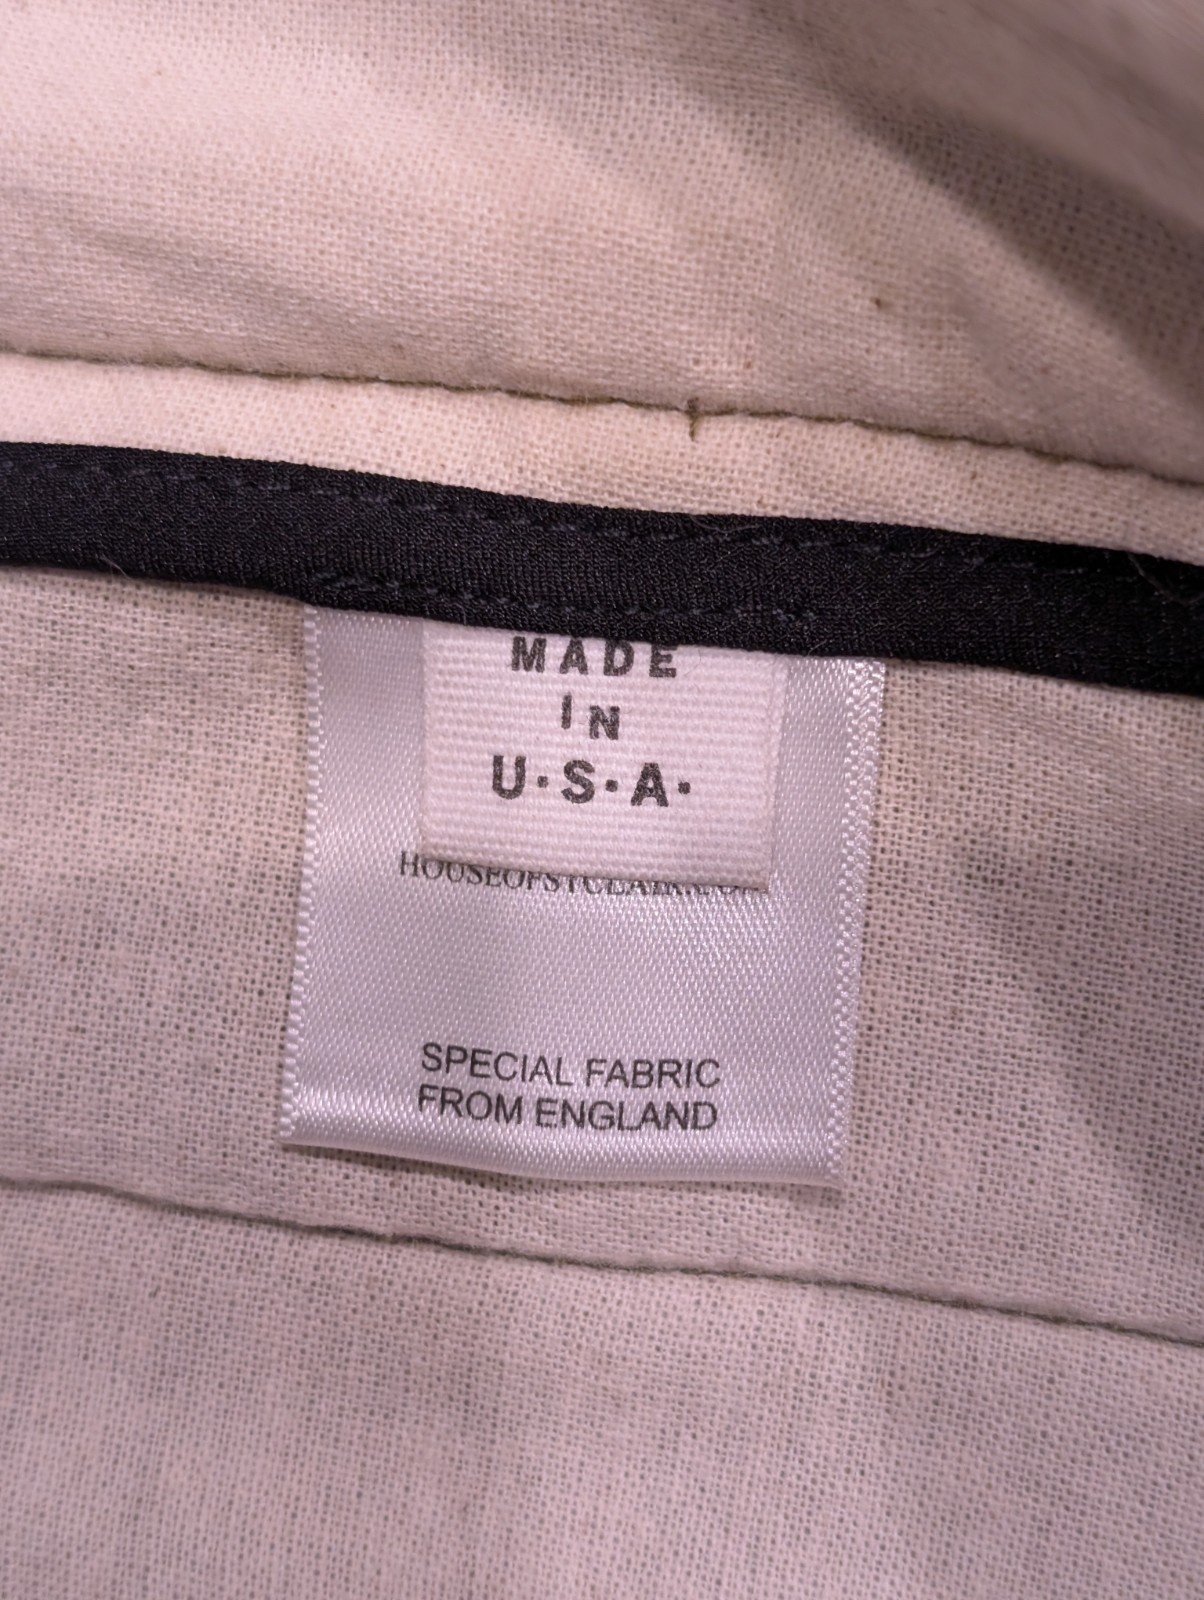 MADE
IN
U·S·A·
SPECIAL FABRIC
FROM ENGLAND